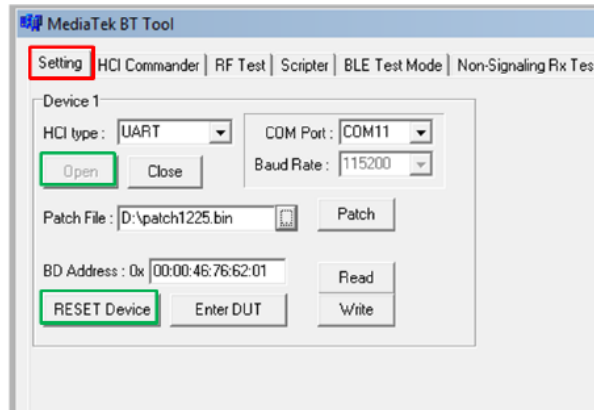 MediaTek BT Tool
Setting HCI Commander RF Test Scripter BLE Test Mode Non-Signaling Rx Tes
Device 1
HCI type : UART COM Port : COM11
Open Close Baud Rate : 115200
Patch File : D:\patch1225.bin ... Patch
BD Address : 0x 00:00:46:76:62:01 Read
RESET Device Enter DUT Write